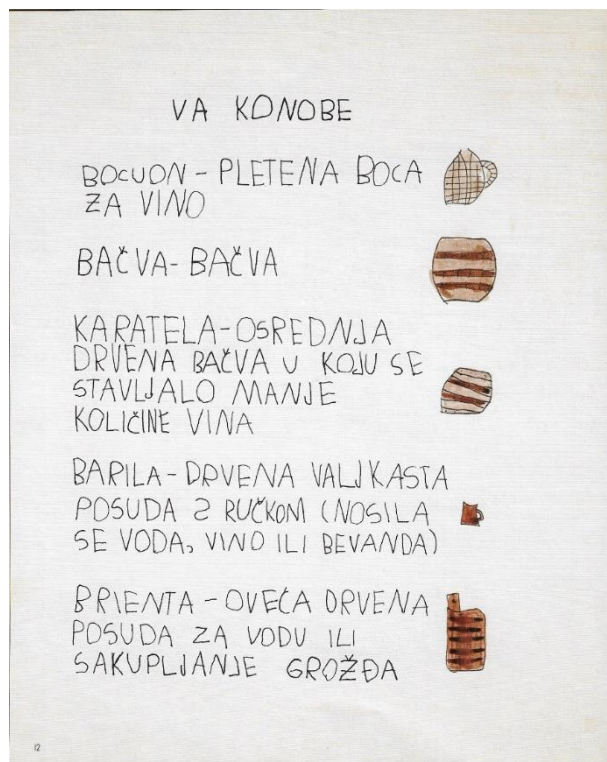 VA KONOBE
BOCUON - PLETENA BOCA
ZA VINO
BAČVA - BAČVA
KARATELA - OSREDNJA
DRVENA BAČVA U KOJU SE
STAVLJALO MANJE
KOLIČINE VINA
BARILA - DRVENA VALJKASTA
POSUDA S RUČKOM (NOSILA
SE VODA, VINO ILI BEVANDA)
BRIENTA - OVEĆA DRVENA
POSUDA ZA VODU ILI
SAKUPLJANJE GROŽĐA
12